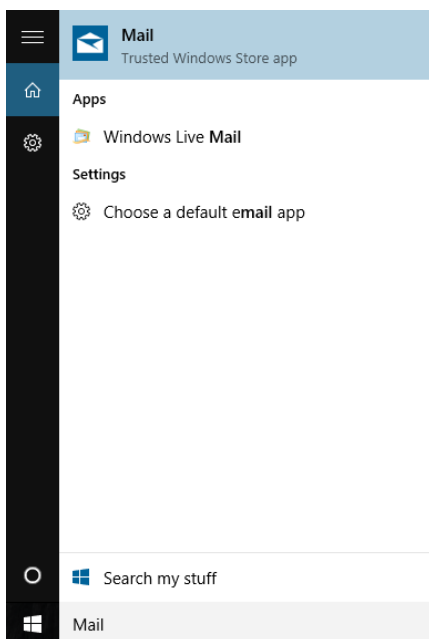 Mail
Trusted Windows Store app
Apps
Windows Live Mail
Settings
Choose a default email app
Search my stuff
Mail